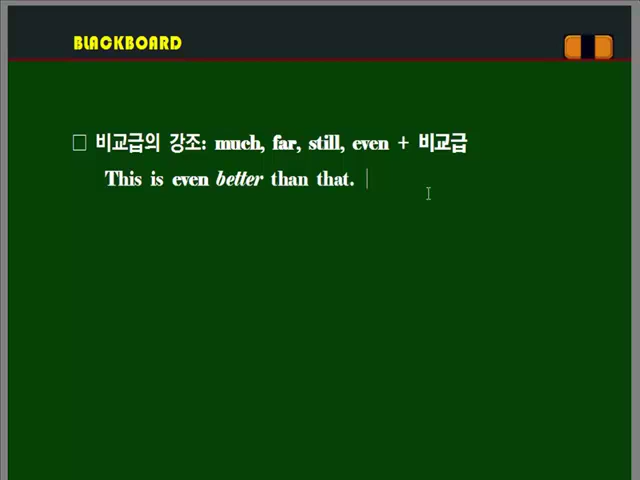 BLACKBOARD
□ 비교급의 강조: much, far, still, even + 비교급
This is even better than that.